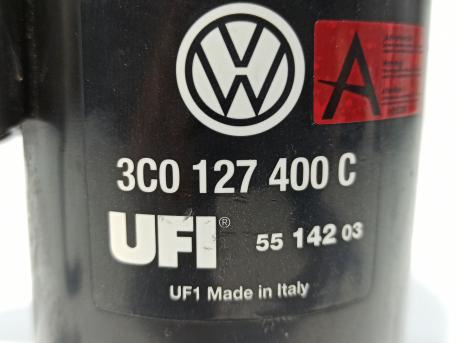 A
3C0 127 400 C
UFI® 55 142 03
UF1 Made in Italy